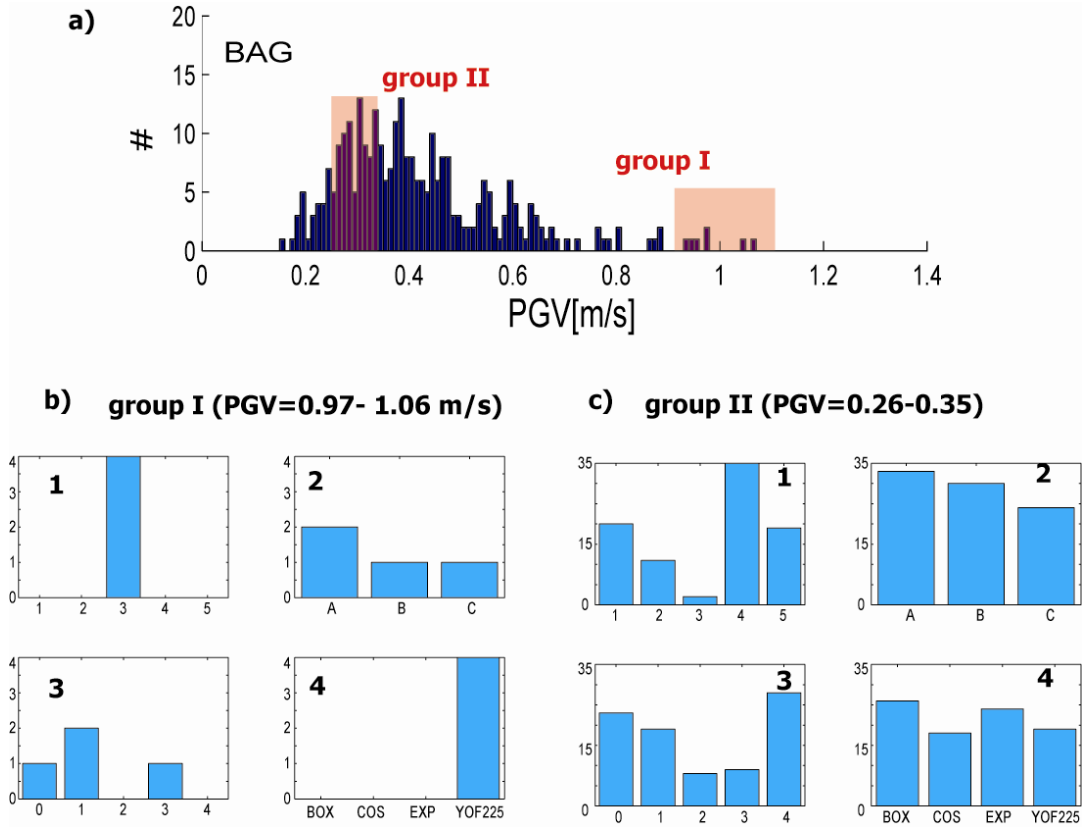 a)
BAG
group II
group I
#
20
15
10
5
0
0 0.2 0.4 0.6 0.8 1 1.2 1.4
PGV[m/s]
b) group I (PGV=0.97- 1.06 m/s)
1
4
3
2
1
0
1 2 3 4 5
2
4
3
2
1
0
A B C
3
4
3
2
1
0
0 1 2 3 4
4
4
3
2
1
0
BOX COS EXP YOF225
c) group II (PGV=0.26-0.35)
1
35
15
0
1 2 3 4 5
2
35
15
0
A B C
3
35
15
0
0 1 2 3 4
4
35
15
0
BOX COS EXP YOF225